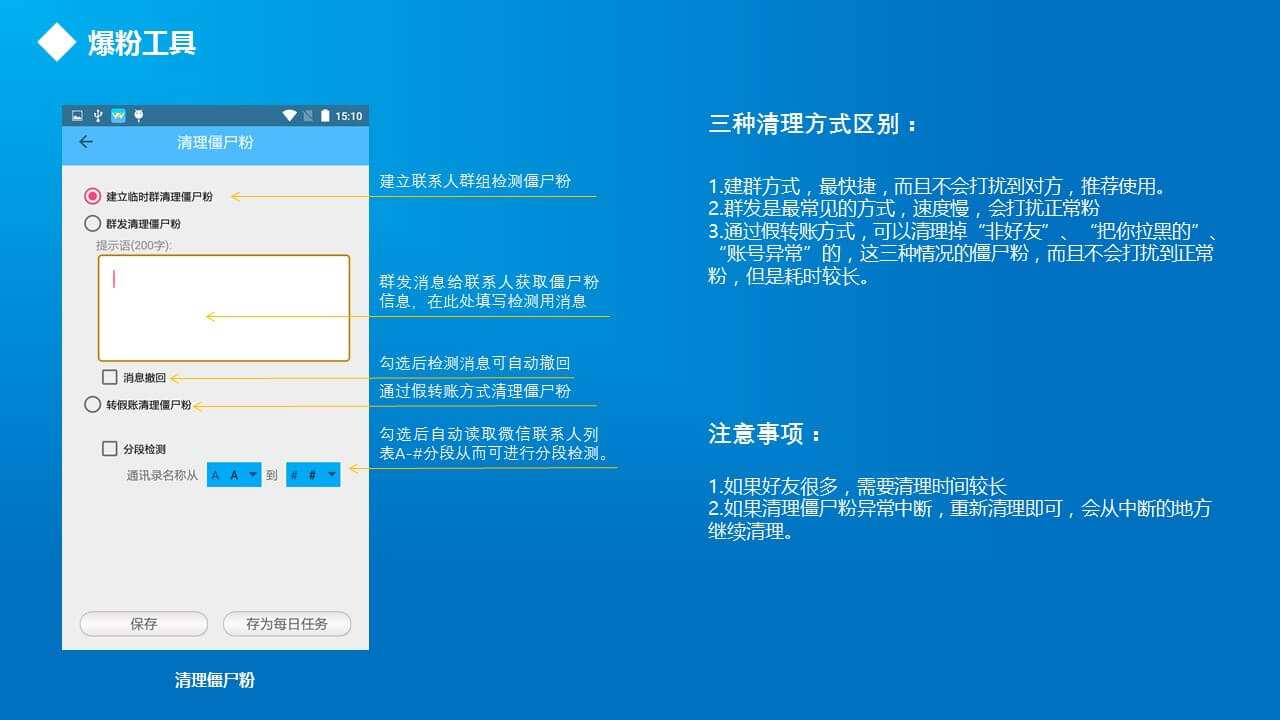 爆粉工具
15:10
清理僵尸粉
建立临时群清理僵尸粉
群发清理僵尸粉
提示语(200字):
消息撤回
转假账清理僵尸粉
分段检测
通讯录名称从 A A 到 # #
保存 存为每日任务
清理僵尸粉
建立联系人群组检测僵尸粉
群发消息给联系人获取僵尸粉
信息，在此处填写检测用消息
勾选后检测消息可自动撤回
通过假转账方式清理僵尸粉
勾选后自动读取微信联系人列
表A-#分段从而可进行分段检测。
三种清理方式区别：
1.建群方式，最快捷，而且不会打扰到对方，推荐使用。
2.群发是最常见的方式，速度慢，会打扰正常粉
3.通过假转账方式，可以清理掉“非好友”、“把你拉黑的”、
“账号异常”的，这三种情况的僵尸粉，而且不会打扰到正常
粉，但是耗时较长。
注意事项：
1.如果好友很多，需要清理时间较长
2.如果清理僵尸粉异常中断，重新清理即可，会从中断的地方
继续清理。